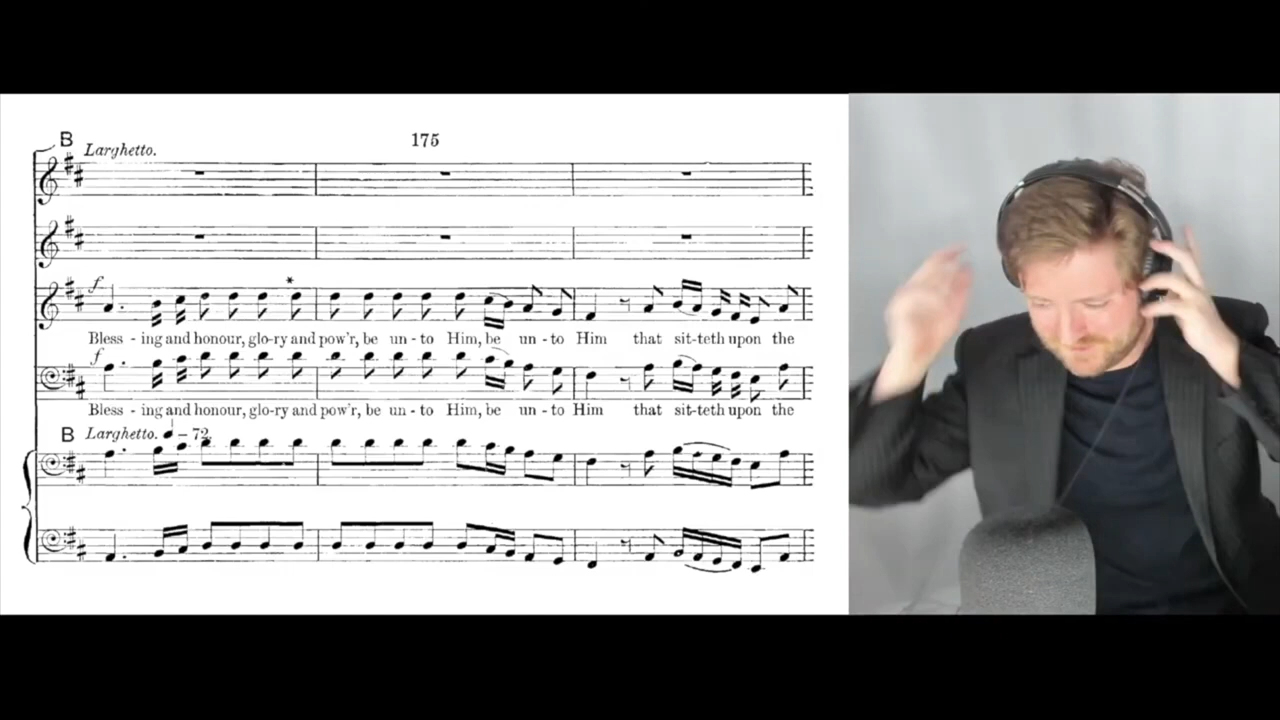 B Larghetto. 175
f
*
Bless - ing and honour, glo-ry and pow'r, be un - to Him, be un - to Him that sit-teth upon the
f
Bless - ing and honour, glo-ry and pow'r, be un - to Him, be un - to Him that sit-teth upon the
B Larghetto. ♩ = 72.